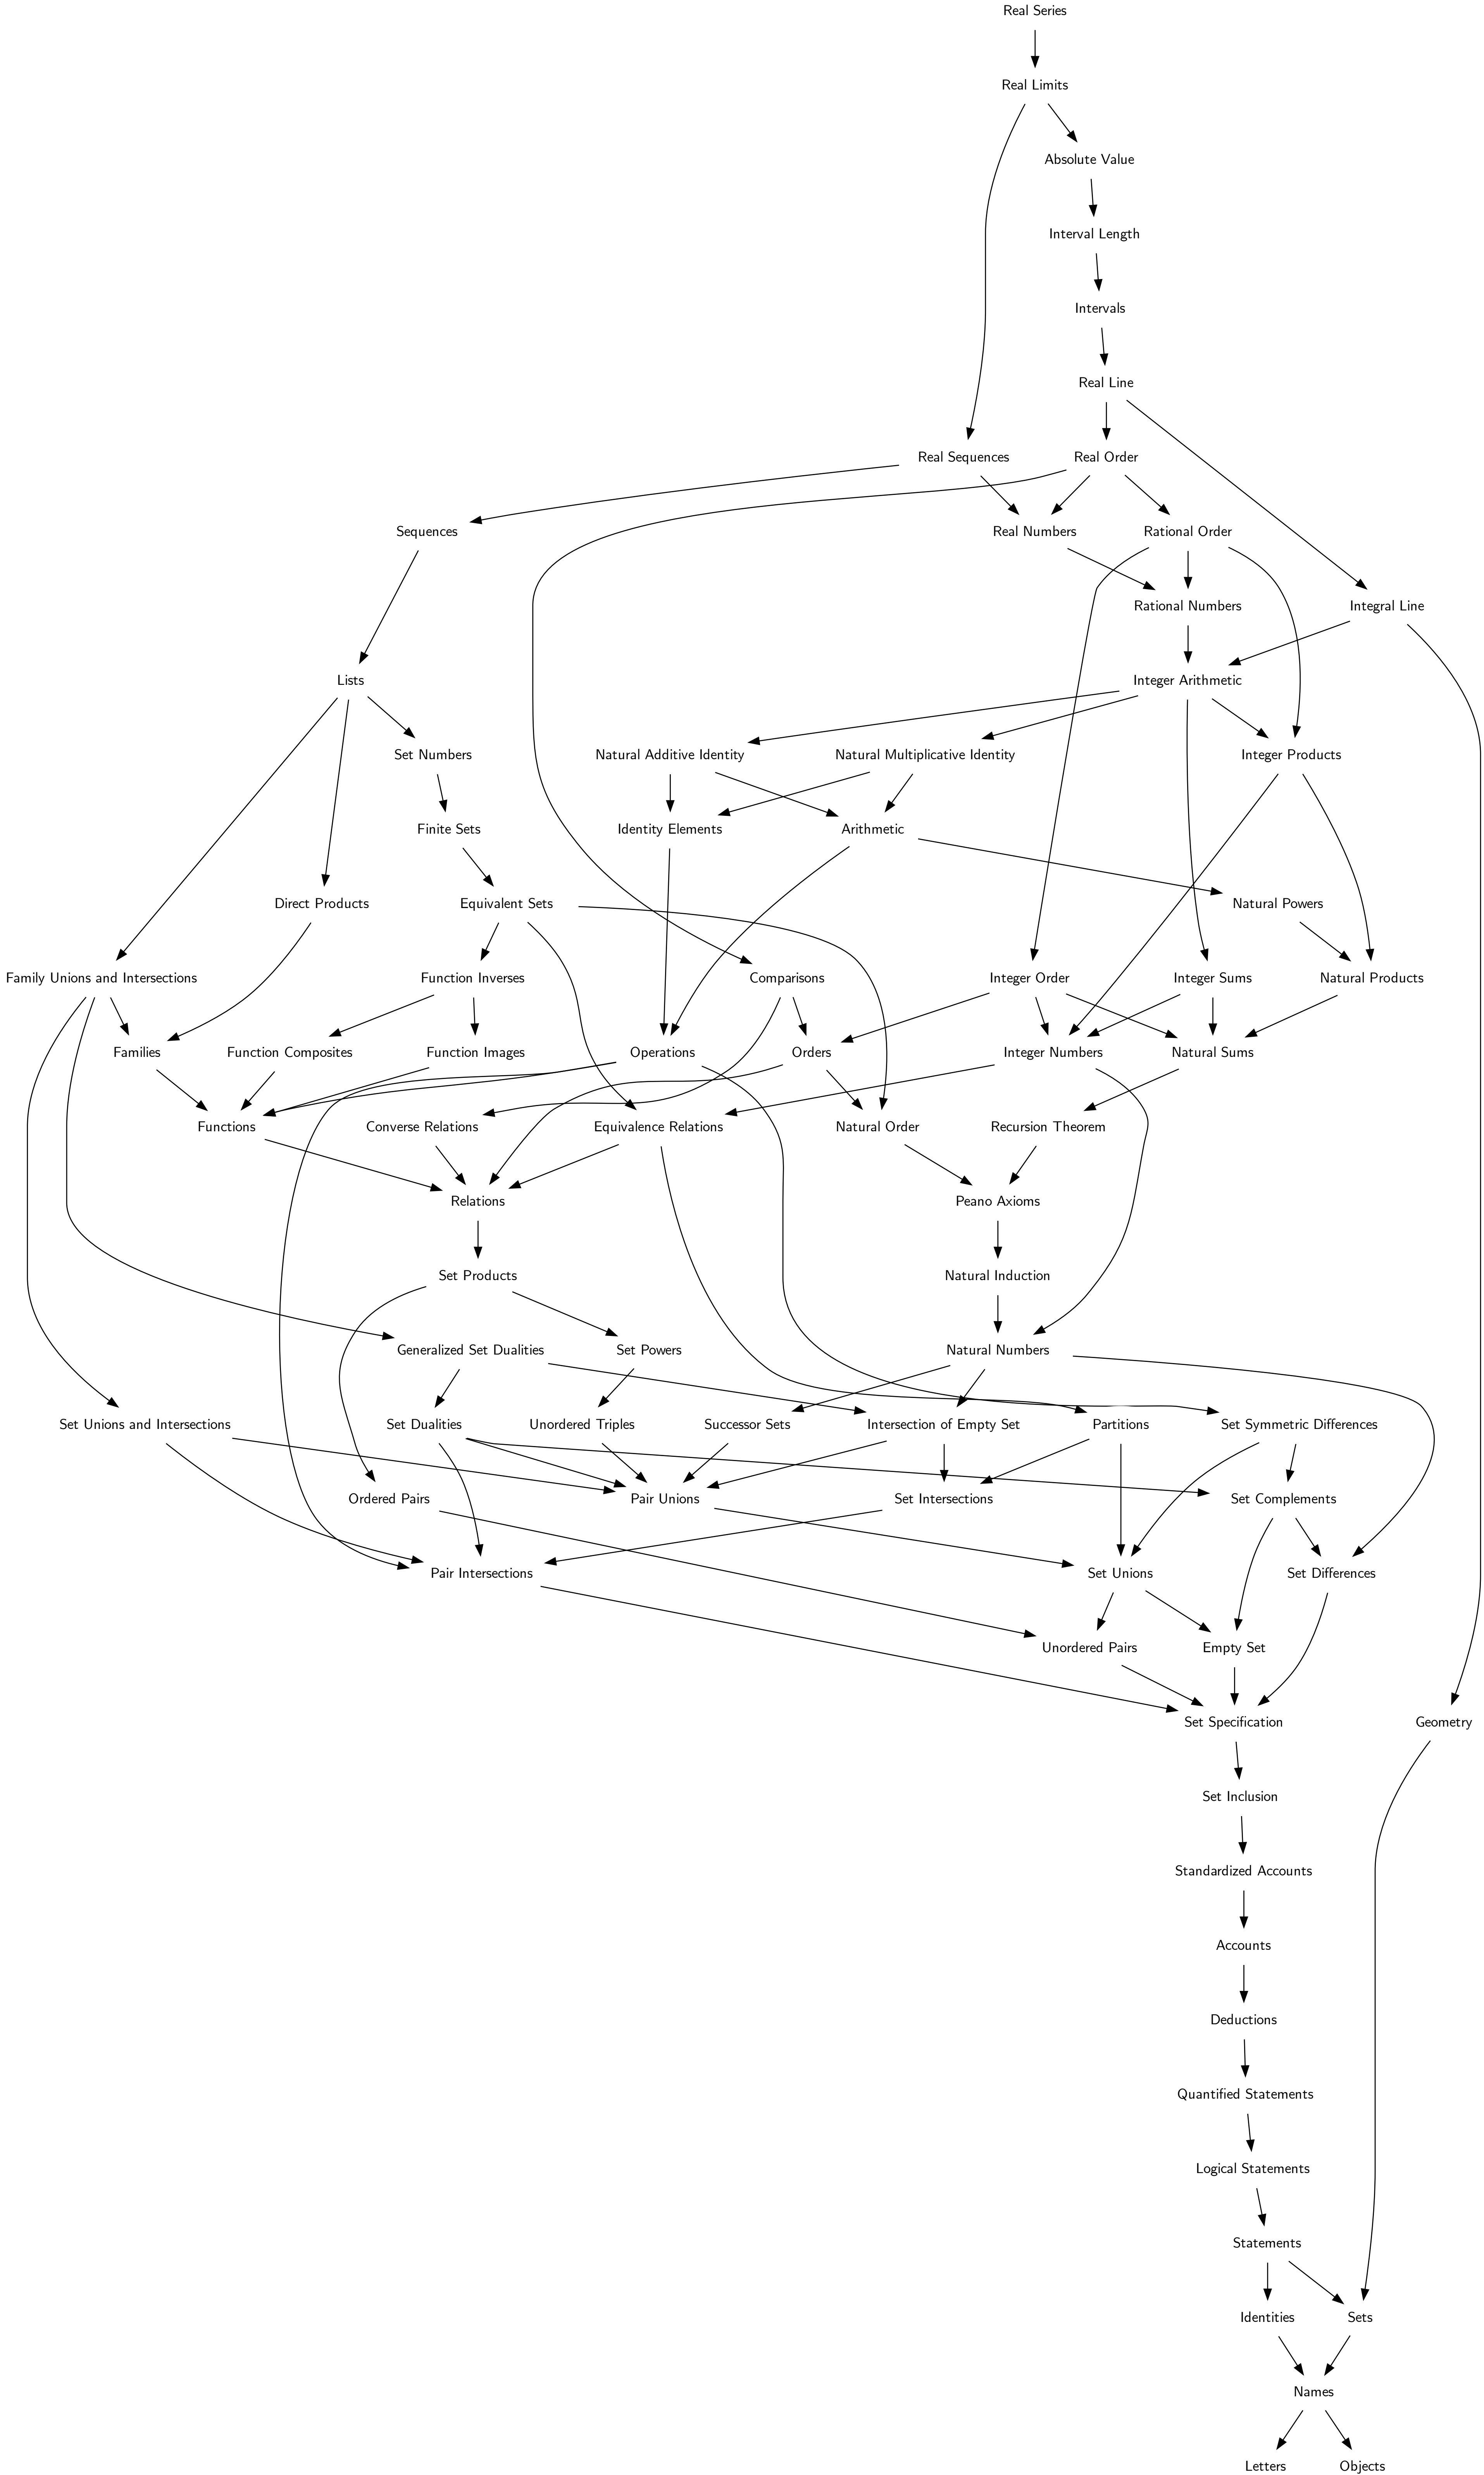 Real Series
Real Limits
Absolute Value
Interval Length
Intervals
Real Line
Real Sequences
Real Order
Sequences
Real Numbers
Rational Order
Rational Numbers
Integral Line
Lists
Integer Arithmetic
Set Numbers
Natural Additive Identity
Natural Multiplicative Identity
Integer Products
Finite Sets
Identity Elements
Arithmetic
Direct Products
Equivalent Sets
Natural Powers
Family Unions and Intersections
Function Inverses
Comparisons
Integer Order
Integer Sums
Natural Products
Families
Function Composites
Function Images
Operations
Orders
Integer Numbers
Natural Sums
Functions
Converse Relations
Equivalence Relations
Natural Order
Recursion Theorem
Relations
Peano Axioms
Set Products
Natural Induction
Generalized Set Dualities
Set Powers
Natural Numbers
Set Unions and Intersections
Set Dualities
Unordered Triples
Successor Sets
Intersection of Empty Set
Partitions
Set Symmetric Differences
Ordered Pairs
Pair Unions
Set Intersections
Set Complements
Pair Intersections
Set Unions
Set Differences
Unordered Pairs
Empty Set
Set Specification
Geometry
Set Inclusion
Standardized Accounts
Accounts
Deductions
Quantified Statements
Logical Statements
Statements
Identities
Sets
Names
Letters
Objects